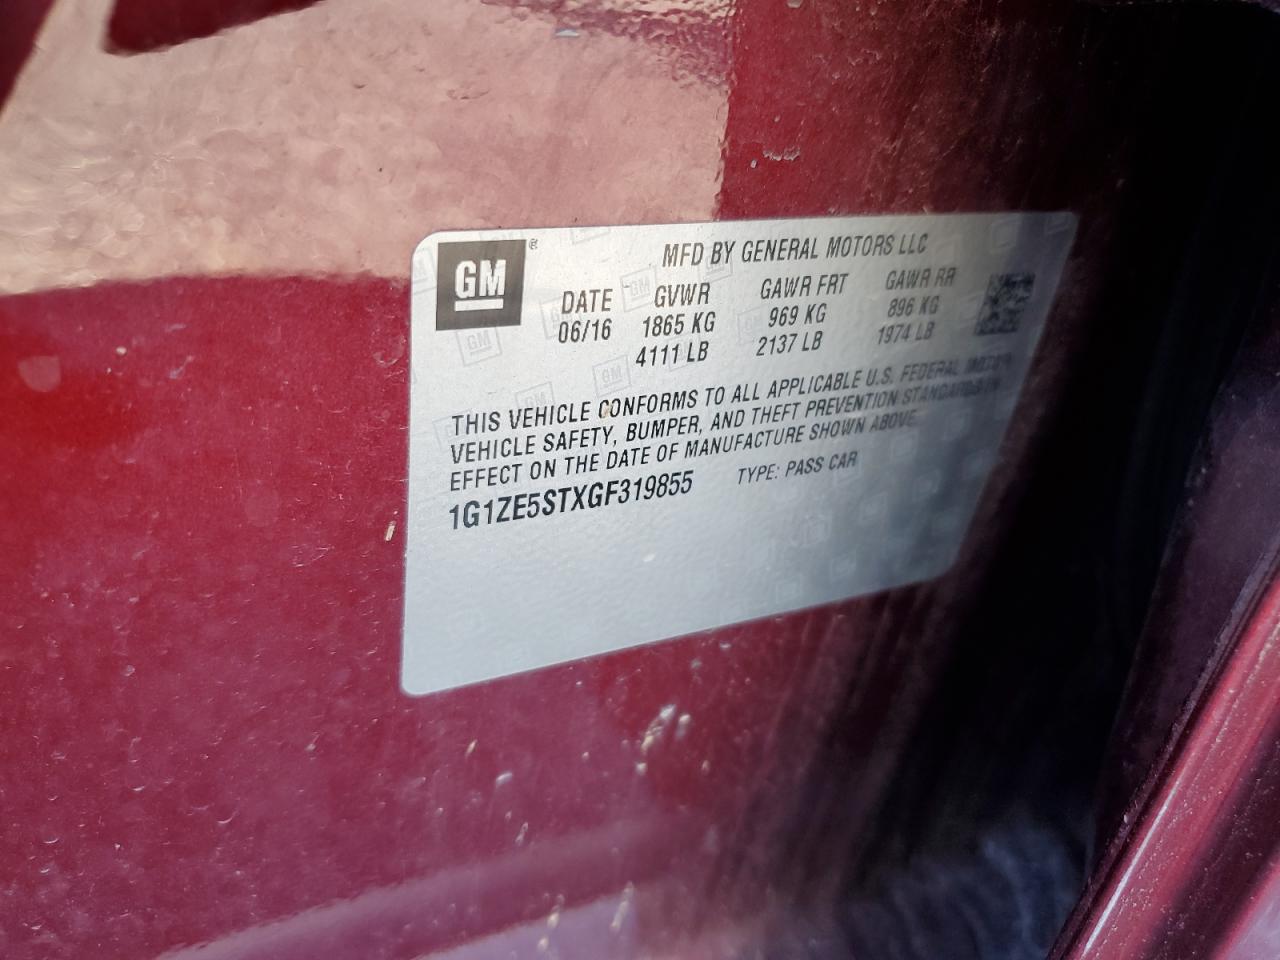 GM®
MFD BY GENERAL MOTORS LLC
DATE GVWR GAWR FRT GAWR RR
06/16 1865 KG 969 KG 896 KG
4111 LB 2137 LB 1974 LB
THIS VEHICLE CONFORMS TO ALL APPLICABLE U.S. FEDERAL MOTOR
VEHICLE SAFETY, BUMPER, AND THEFT PREVENTION STANDARDS IN
EFFECT ON THE DATE OF MANUFACTURE SHOWN ABOVE.
1G1ZE5STXGF319855 TYPE: PASS CAR